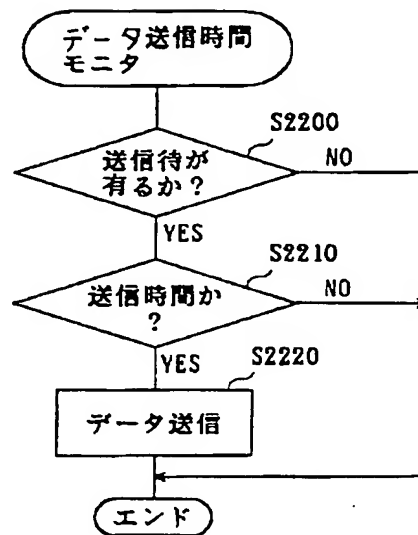 データ送信時間
モニタ
S2200
送信待が
有るか？
NO
YES
S2210
送信時間か
？
NO
YES
S2220
データ送信
エンド